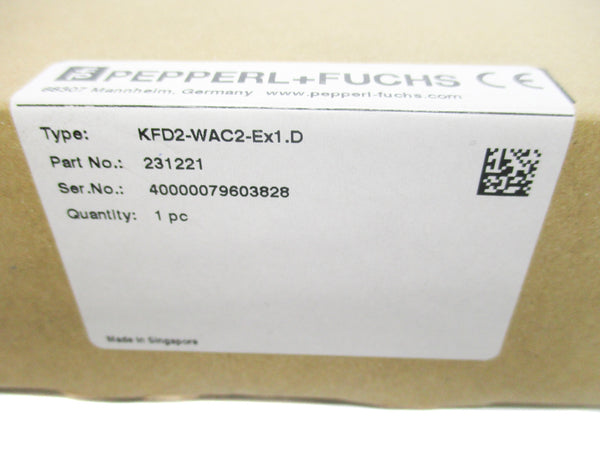 PEPPERL+FUCHS CE
68307 Mannheim, Germany www.pepperl-fuchs.com
Type: KFD2-WAC2-Ex1.D
Part No.: 231221
Ser.No.: 40000079603828
Quantity: 1 pc
Made in Singapore